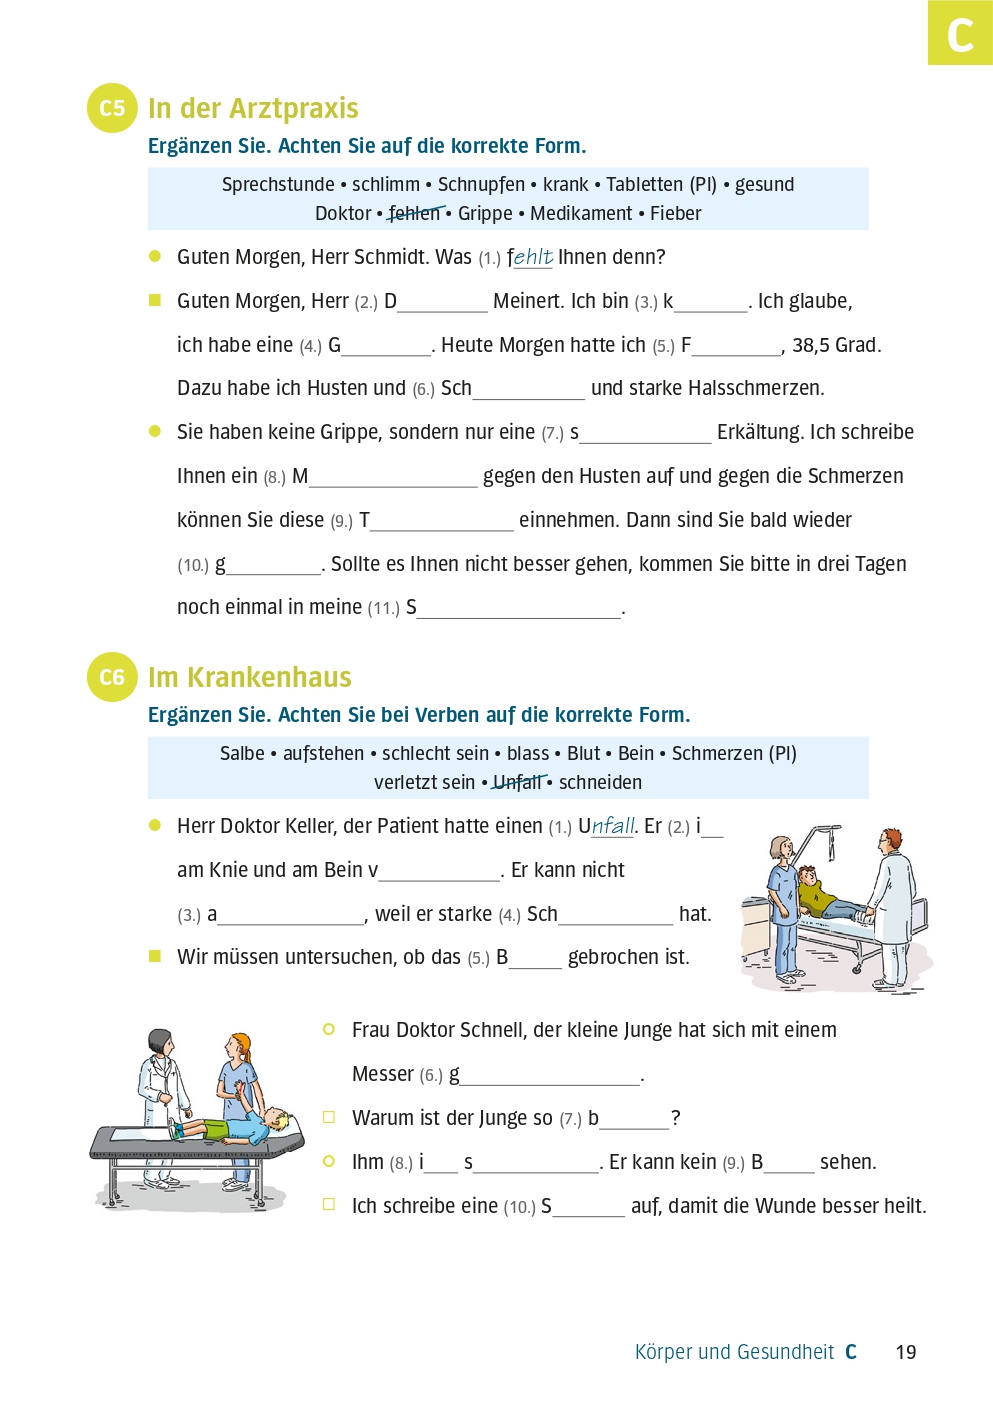 C
C5 In der Arztpraxis
Ergänzen Sie. Achten Sie auf die korrekte Form.
Sprechstunde • schlimm • Schnupfen • krank • Tabletten (Pl) • gesund
Doktor • fehlen • Grippe • Medikament • Fieber
Guten Morgen, Herr Schmidt. Was (1.) fehlt Ihnen denn?
Guten Morgen, Herr (2.) D_________ Meinert. Ich bin (3.) k_______. Ich glaube,
ich habe eine (4.) G_________. Heute Morgen hatte ich (5.) F_________, 38,5 Grad.
Dazu habe ich Husten und (6.) Sch___________ und starke Halsschmerzen.
Sie haben keine Grippe, sondern nur eine (7.) s_____________ Erkältung. Ich schreibe
Ihnen ein (8.) M_________________ gegen den Husten auf und gegen die Schmerzen
können Sie diese (9.) T______________ einnehmen. Dann sind Sie bald wieder
(10.) g_________. Sollte es Ihnen nicht besser gehen, kommen Sie bitte in drei Tagen
noch einmal in meine (11.) S____________________.
C6 Im Krankenhaus
Ergänzen Sie. Achten Sie bei Verben auf die korrekte Form.
Salbe • aufstehen • schlecht sein • blass • Blut • Bein • Schmerzen (Pl)
verletzt sein • Unfall • schneiden
Herr Doktor Keller, der Patient hatte einen (1.) Unfall. Er (2.) i__
am Knie und am Bein v____________. Er kann nicht
(3.) a______________, weil er starke (4.) Sch___________ hat.
Wir müssen untersuchen, ob das (5.) B_____ gebrochen ist.
Frau Doktor Schnell, der kleine Junge hat sich mit einem
Messer (6.) g__________________.
Warum ist der Junge so (7.) b_______?
Ihm (8.) i___ s____________. Er kann kein (9.) B_____ sehen.
Ich schreibe eine (10.) S_______ auf, damit die Wunde besser heilt.
Körper und Gesundheit C 19